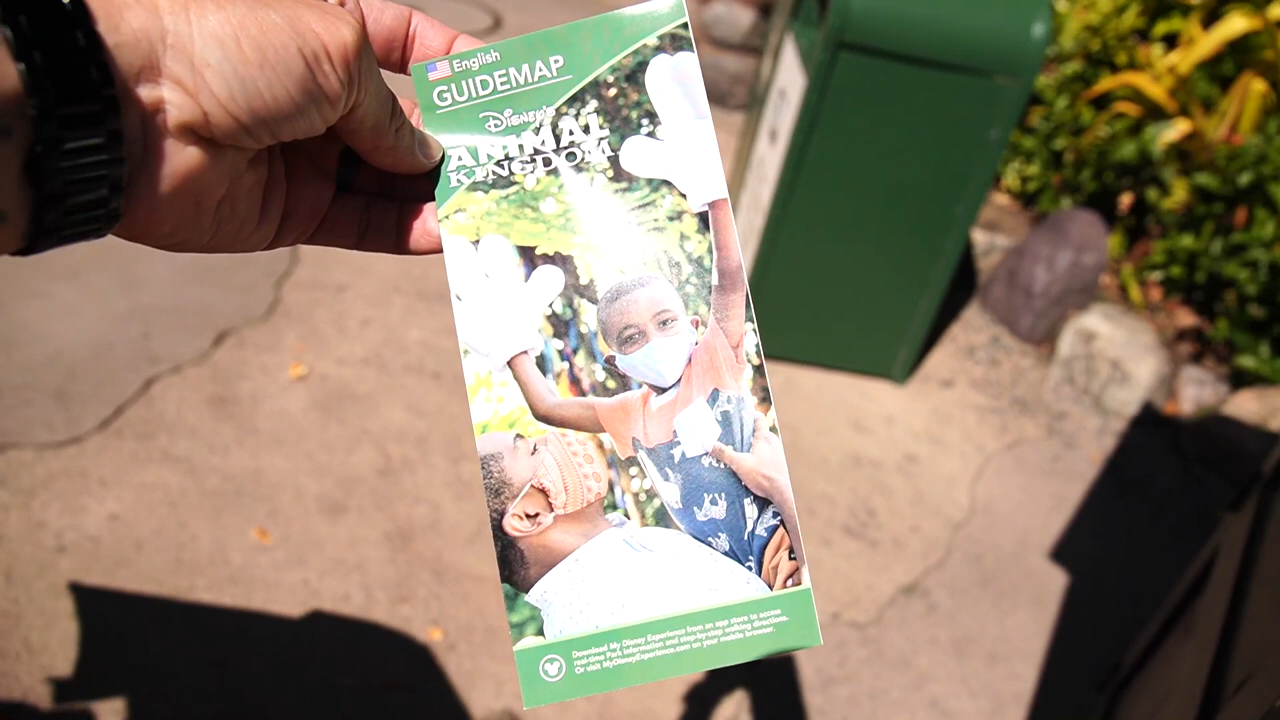 English
GUIDEMAP
Disney's
ANIMAL
KINGDOM
Download My Disney Experience from an app store to access
real-time Park information and step-by-step walking directions.
Or visit MyDisneyExperience.com on your mobile browser.